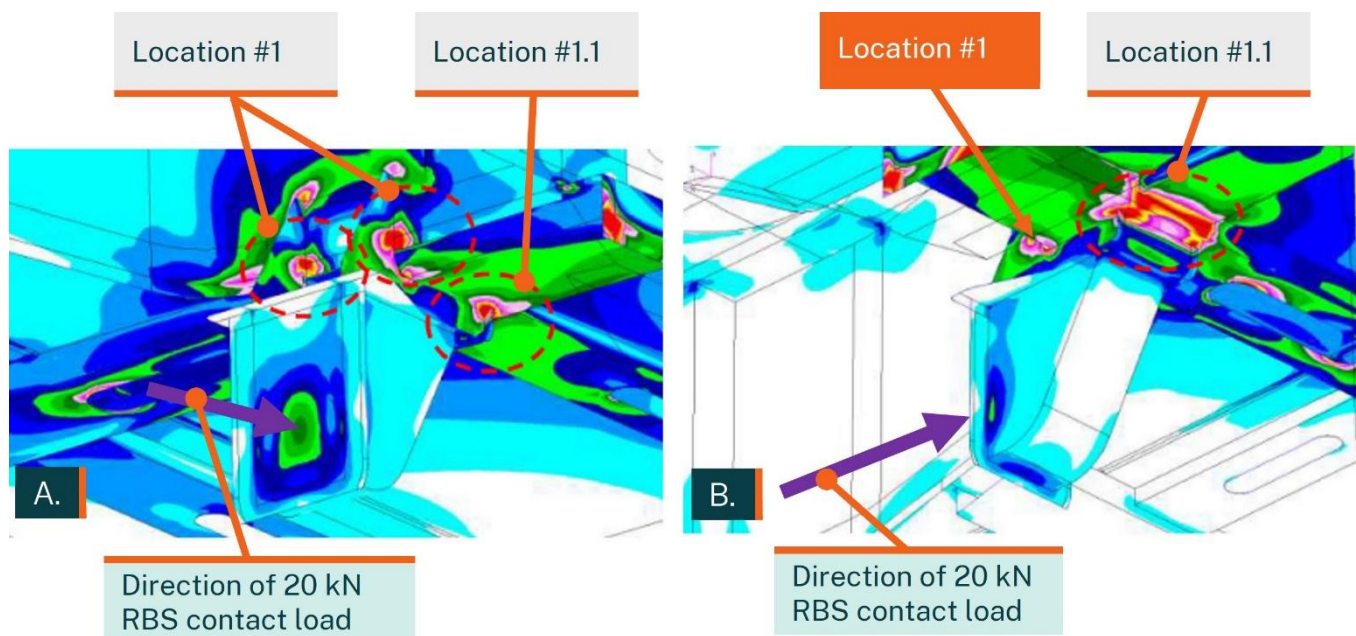 Location #1
Location #1.1
Location #1
Location #1.1
A.
B.
Direction of 20 kN
RBS contact load
Direction of 20 kN
RBS contact load